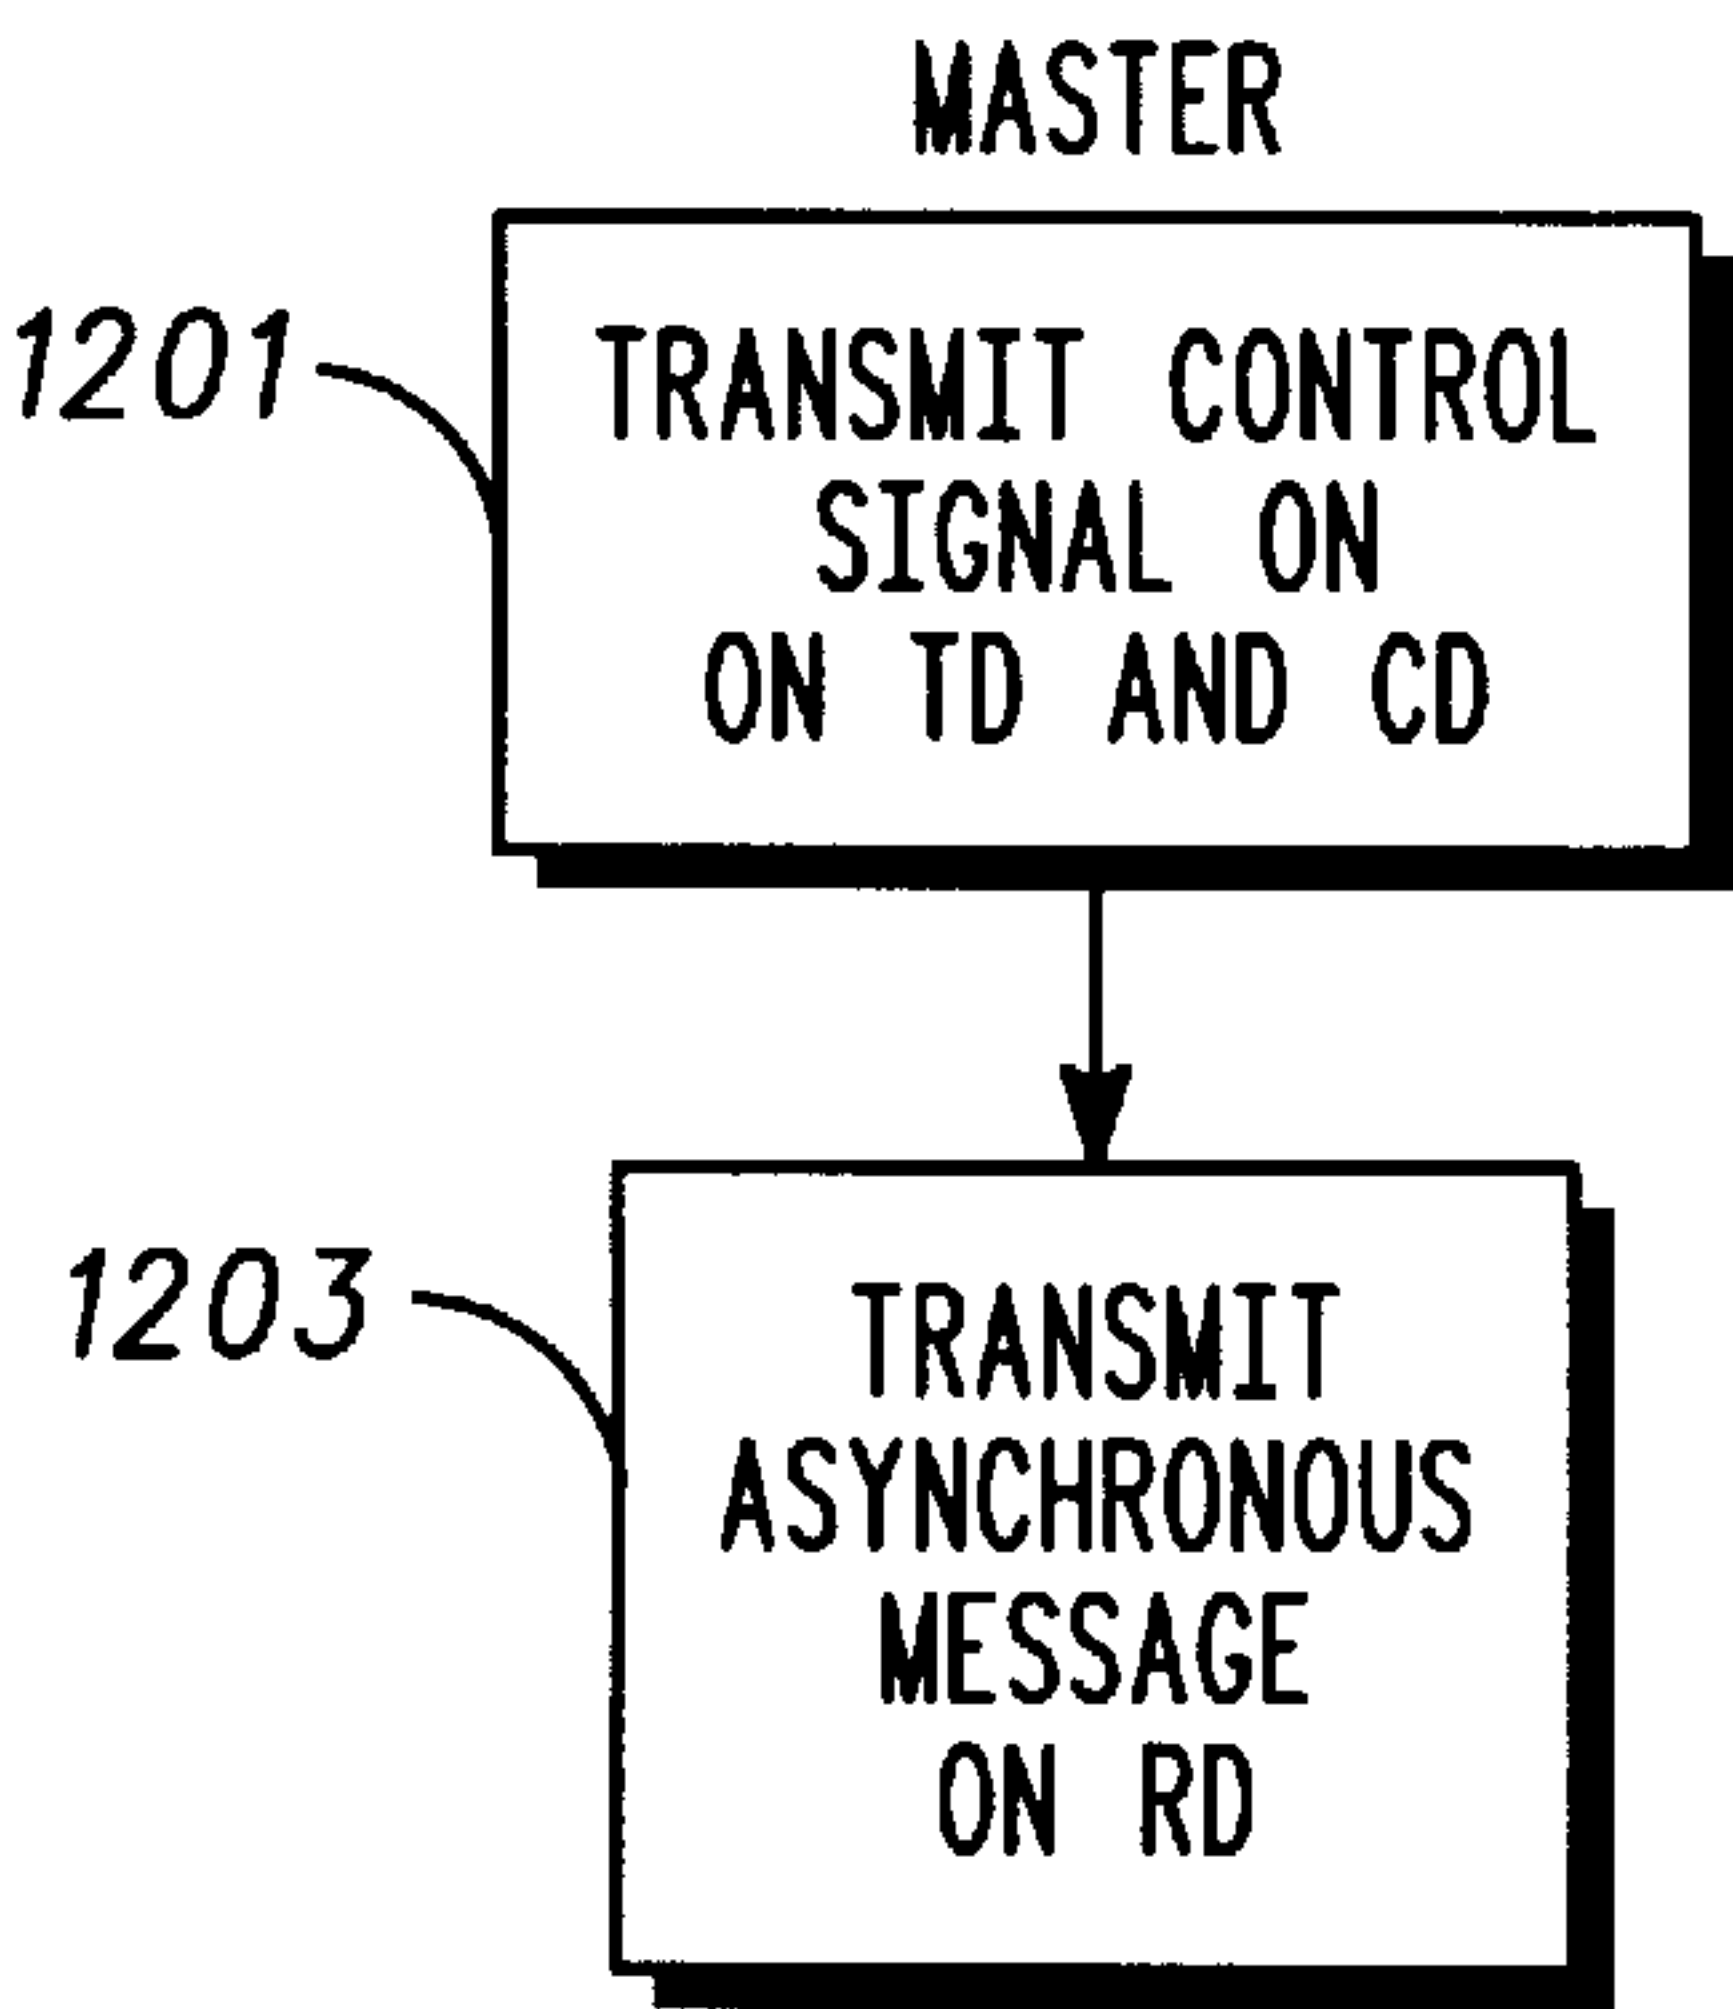 MASTER
1201
TRANSMIT CONTROL
SIGNAL ON
ON TD AND CD
1203
TRANSMIT
ASYNCHRONOUS
MESSAGE
ON RD